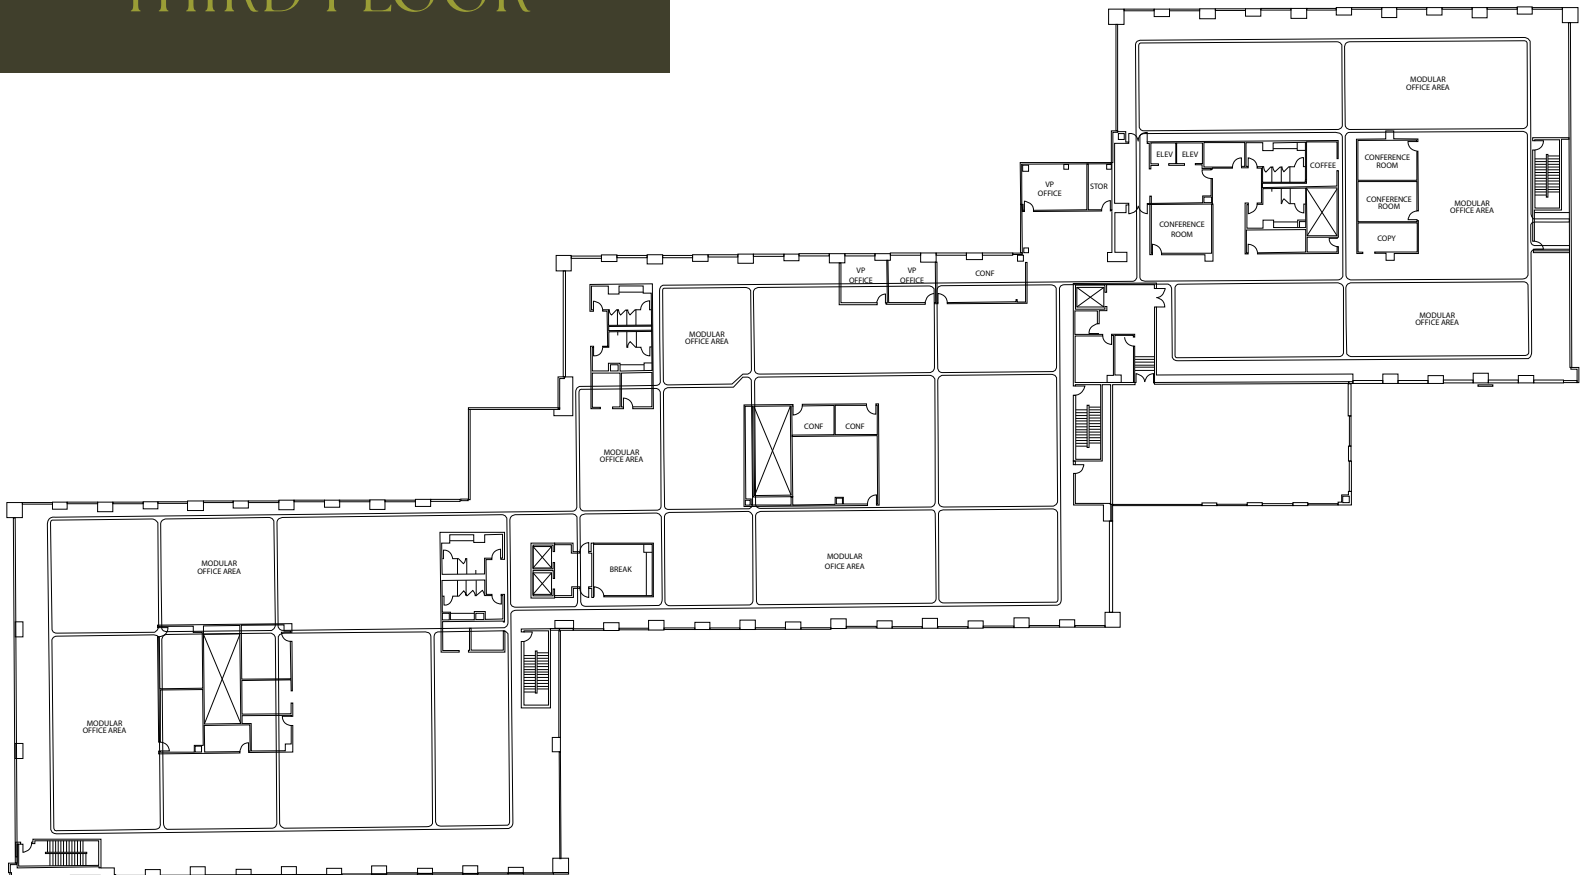 THIRD FLOOR
MODULAR
OFFICE AREA
ELEV
ELEV
COFFEE
CONFERENCE
ROOM
VP
OFFICE
STOR
CONFERENCE
ROOM
MODULAR
OFFICE AREA
CONFERENCE
ROOM
COPY
VP
OFFICE
VP
OFFICE
CONF
MODULAR
OFFICE AREA
MODULAR
OFFICE AREA
CONF
CONF
MODULAR
OFFICE AREA
MODULAR
OFFICE AREA
BREAK
MODULAR
OFICE AREA
MODULAR
OFFICE AREA